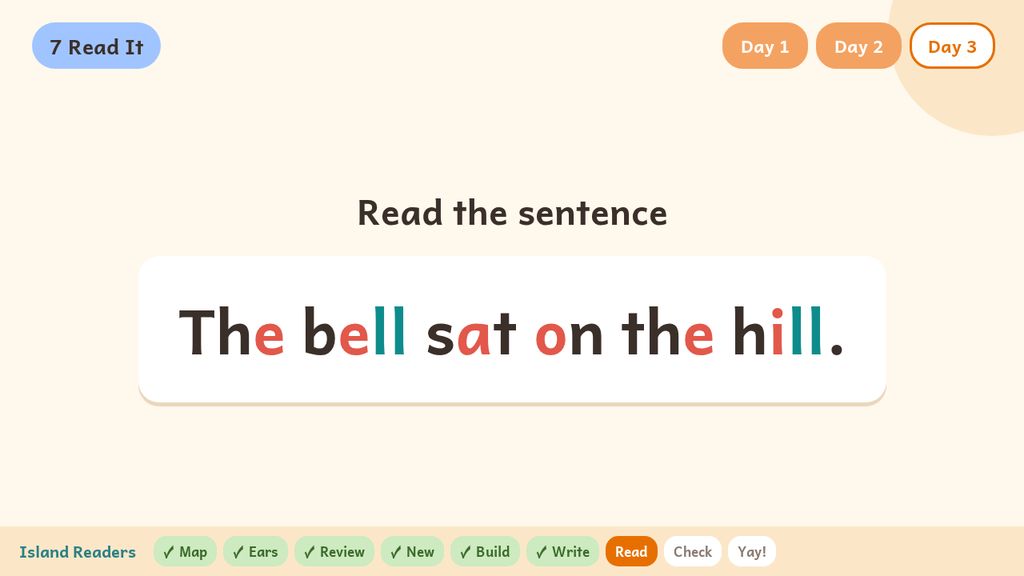 7 Read It
Day 1 Day 2 Day 3
Read the sentence
The bell sat on the hill.
Island Readers ✓ Map ✓ Ears ✓ Review ✓ New ✓ Build ✓ Write Read Check Yay!